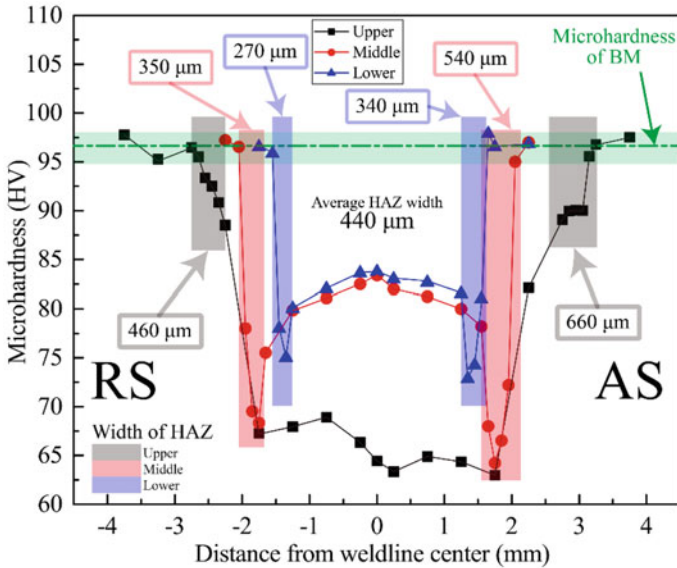 110
105
100
95
90
85
80
75
70
65
60
Microhardness (HV)
Upper
Middle
Lower
350 μm
270 μm
340 μm
540 μm
Microhardness
of BM
Average HAZ width
440 μm
460 μm
660 μm
RS
AS
Width of HAZ
Upper
Middle
Lower
-4 -3 -2 -1 0 1 2 3 4
Distance from weldline center (mm)